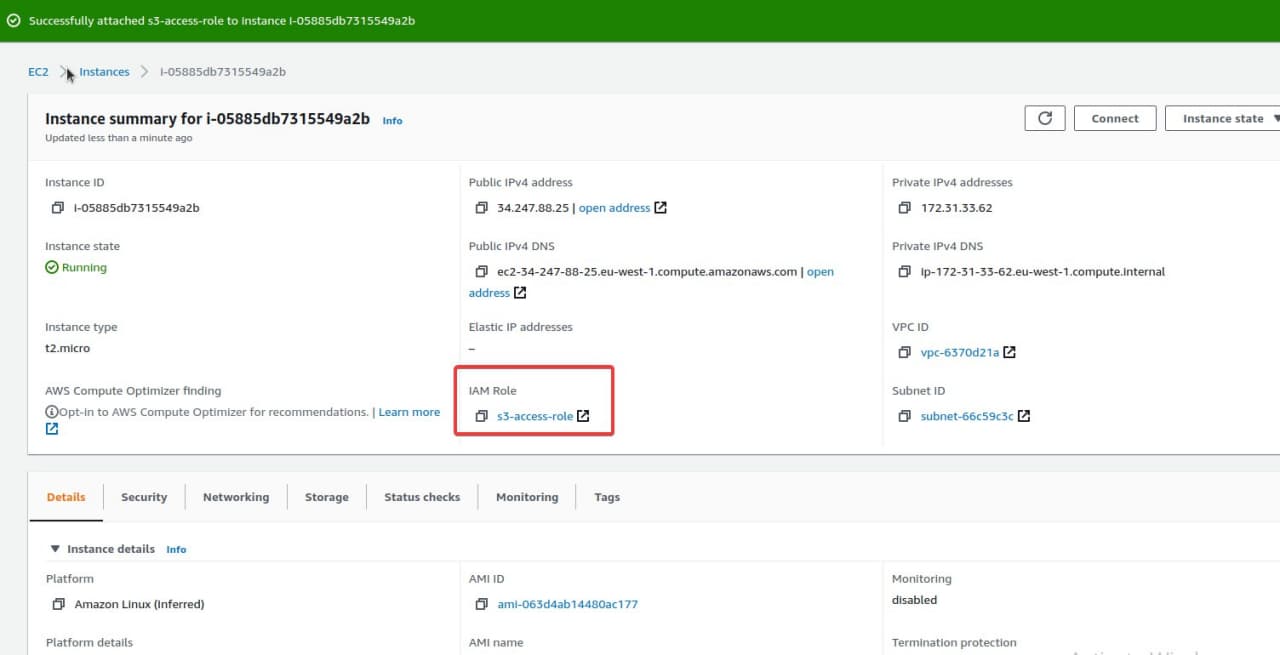 Successfully attached s3-access-role to instance i-05885db7315549a2b
EC2 > Instances > i-05885db7315549a2b
Instance summary for i-05885db7315549a2b Info
Updated less than a minute ago
Connect
Instance state
Instance ID
i-05885db7315549a2b
Public IPv4 address
34.247.88.25 | open address
Private IPv4 addresses
172.31.33.62
Instance state
Running
Public IPv4 DNS
ec2-34-247-88-25.eu-west-1.compute.amazonaws.com | open
address
Private IPv4 DNS
ip-172-31-33-62.eu-west-1.compute.internal
Instance type
t2.micro
Elastic IP addresses
–
VPC ID
vpc-6370d21a
AWS Compute Optimizer finding
Opt-in to AWS Compute Optimizer for recommendations. | Learn more
IAM Role
s3-access-role
Subnet ID
subnet-66c59c3c
Details
Security
Networking
Storage
Status checks
Monitoring
Tags
Instance details Info
Platform
Amazon Linux (Inferred)
AMI ID
ami-063d4ab14480ac177
Monitoring
disabled
Platform details
AMI name
Termination protection